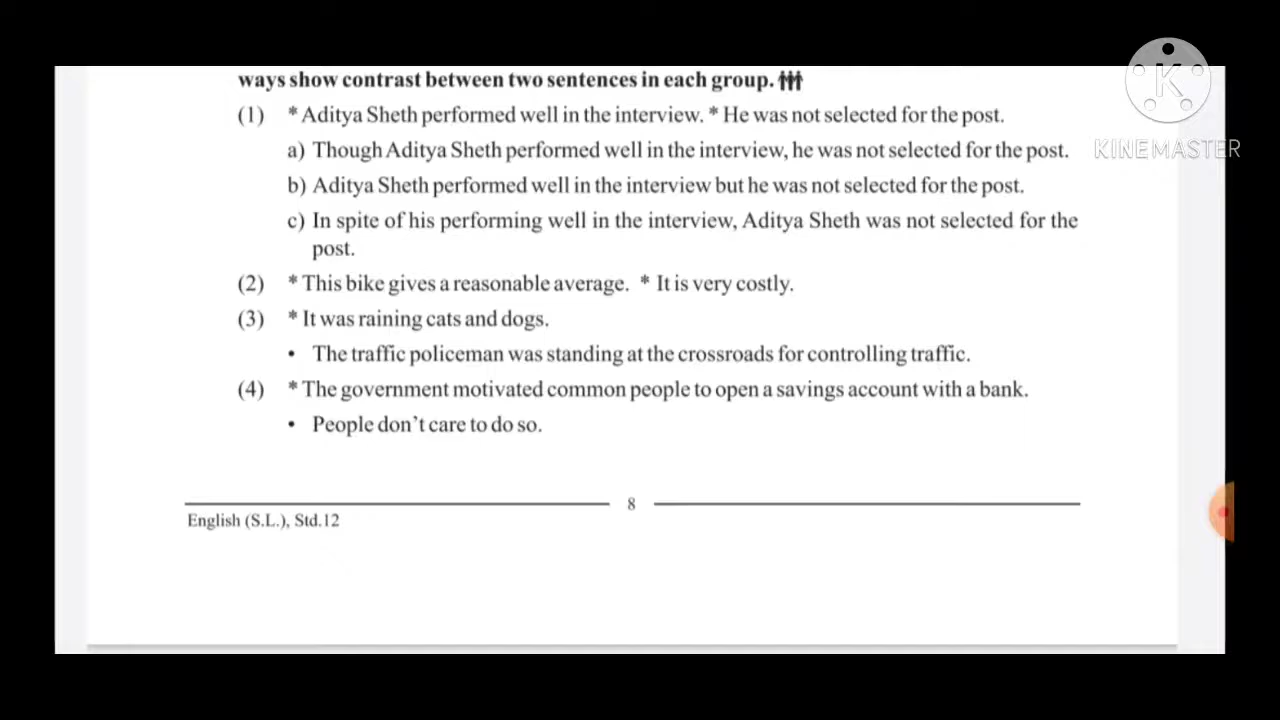 ways show contrast between two sentences in each group.
(1) * Aditya Sheth performed well in the interview. * He was not selected for the post.
a) Though Aditya Sheth performed well in the interview, he was not selected for the post.
b) Aditya Sheth performed well in the interview but he was not selected for the post.
c) In spite of his performing well in the interview, Aditya Sheth was not selected for the
post.
(2) * This bike gives a reasonable average. * It is very costly.
(3) * It was raining cats and dogs.
• The traffic policeman was standing at the crossroads for controlling traffic.
(4) * The government motivated common people to open a savings account with a bank.
• People don't care to do so.
8
English (S.L.), Std.12
K
KINEMASTER